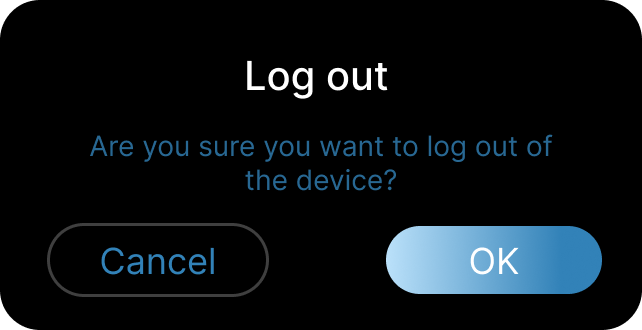 Log out
Are you sure you want to log out of
the device?
Cancel
OK